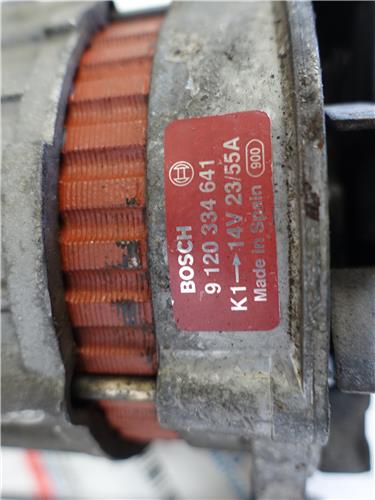 BOSCH
9 120 334 641
K1→14V 23/55A
Made in Spain 900